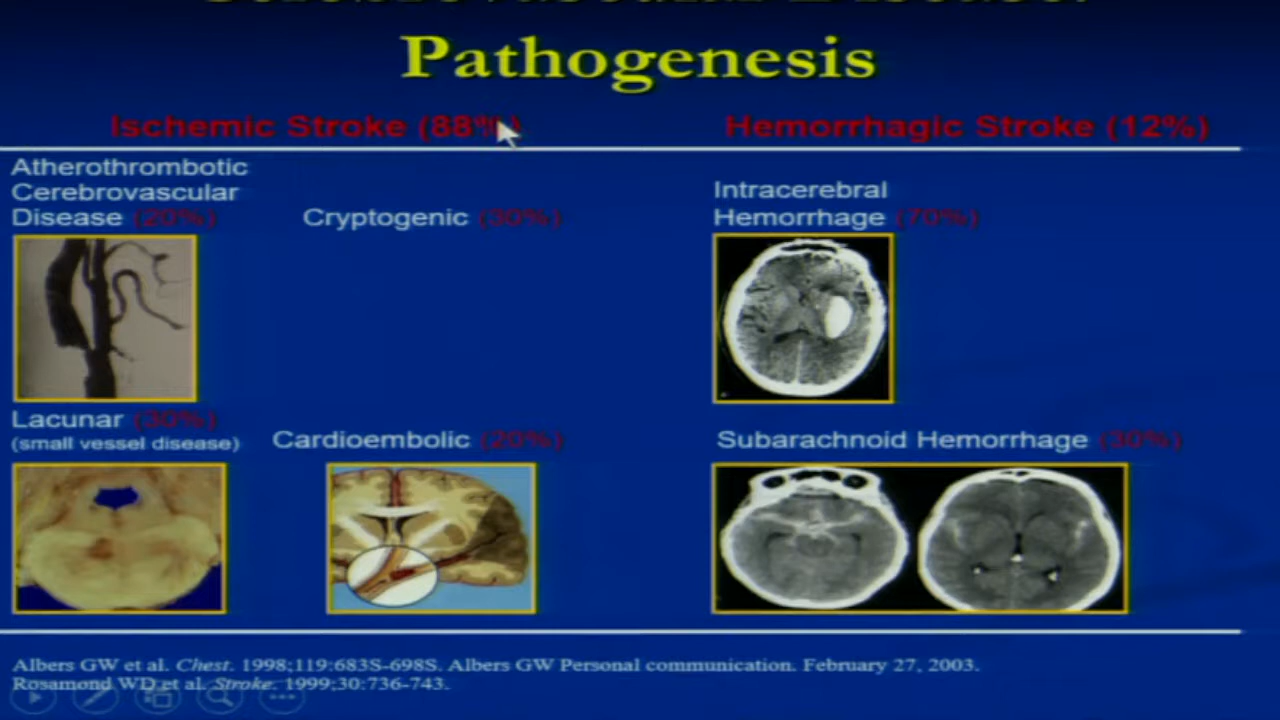 Pathogenesis
Ischemic Stroke (88%)
Hemorrhagic Stroke (12%)
Atherothrombotic
Cerebrovascular
Disease (20%)
Cryptogenic (30%)
Intracerebral
Hemorrhage (70%)
Lacunar (30%)
(small vessel disease)
Cardioembolic (20%)
Subarachnoid Hemorrhage (30%)
Albers GW et al. Chest. 1998;119:683S-698S. Albers GW Personal communication. February 27, 2003.
Rosamond WD et al. Stroke. 1999;30:736-743.